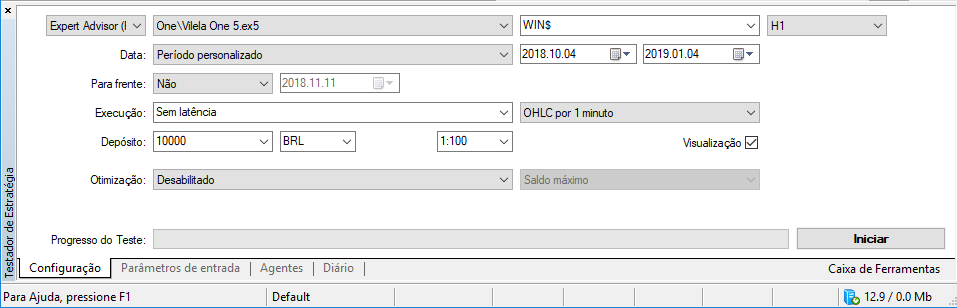 Expert Advisor (I One\Vilela One 5.ex5 WIN$ H1
Data: Período personalizado 2018.10.04 2019.01.04
Para frente: Não 2018.11.11
Execução: Sem latência OHLC por 1 minuto
Depósito: 10000 BRL 1:100 Visualização
Otimização: Desabilitado Saldo máximo
Progresso do Teste: Iniciar
Testador de Estratégia
Configuração Parâmetros de entrada Agentes Diário Caixa de Ferramentas
Para Ajuda, pressione F1 Default 12.9 / 0.0 Mb